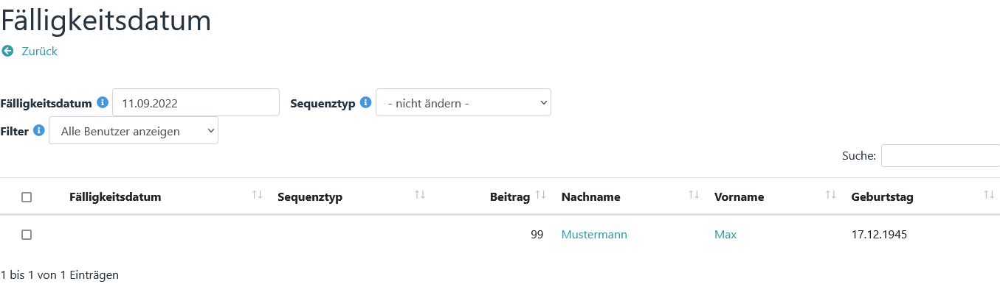 Fälligkeitsdatum
Zurück
Fälligkeitsdatum 11.09.2022 Sequenztyp - nicht ändern -
Filter Alle Benutzer anzeigen
Suche:
Fälligkeitsdatum Sequenztyp Beitrag Nachname Vorname Geburtstag
99 Mustermann Max 17.12.1945
1 bis 1 von 1 Einträgen